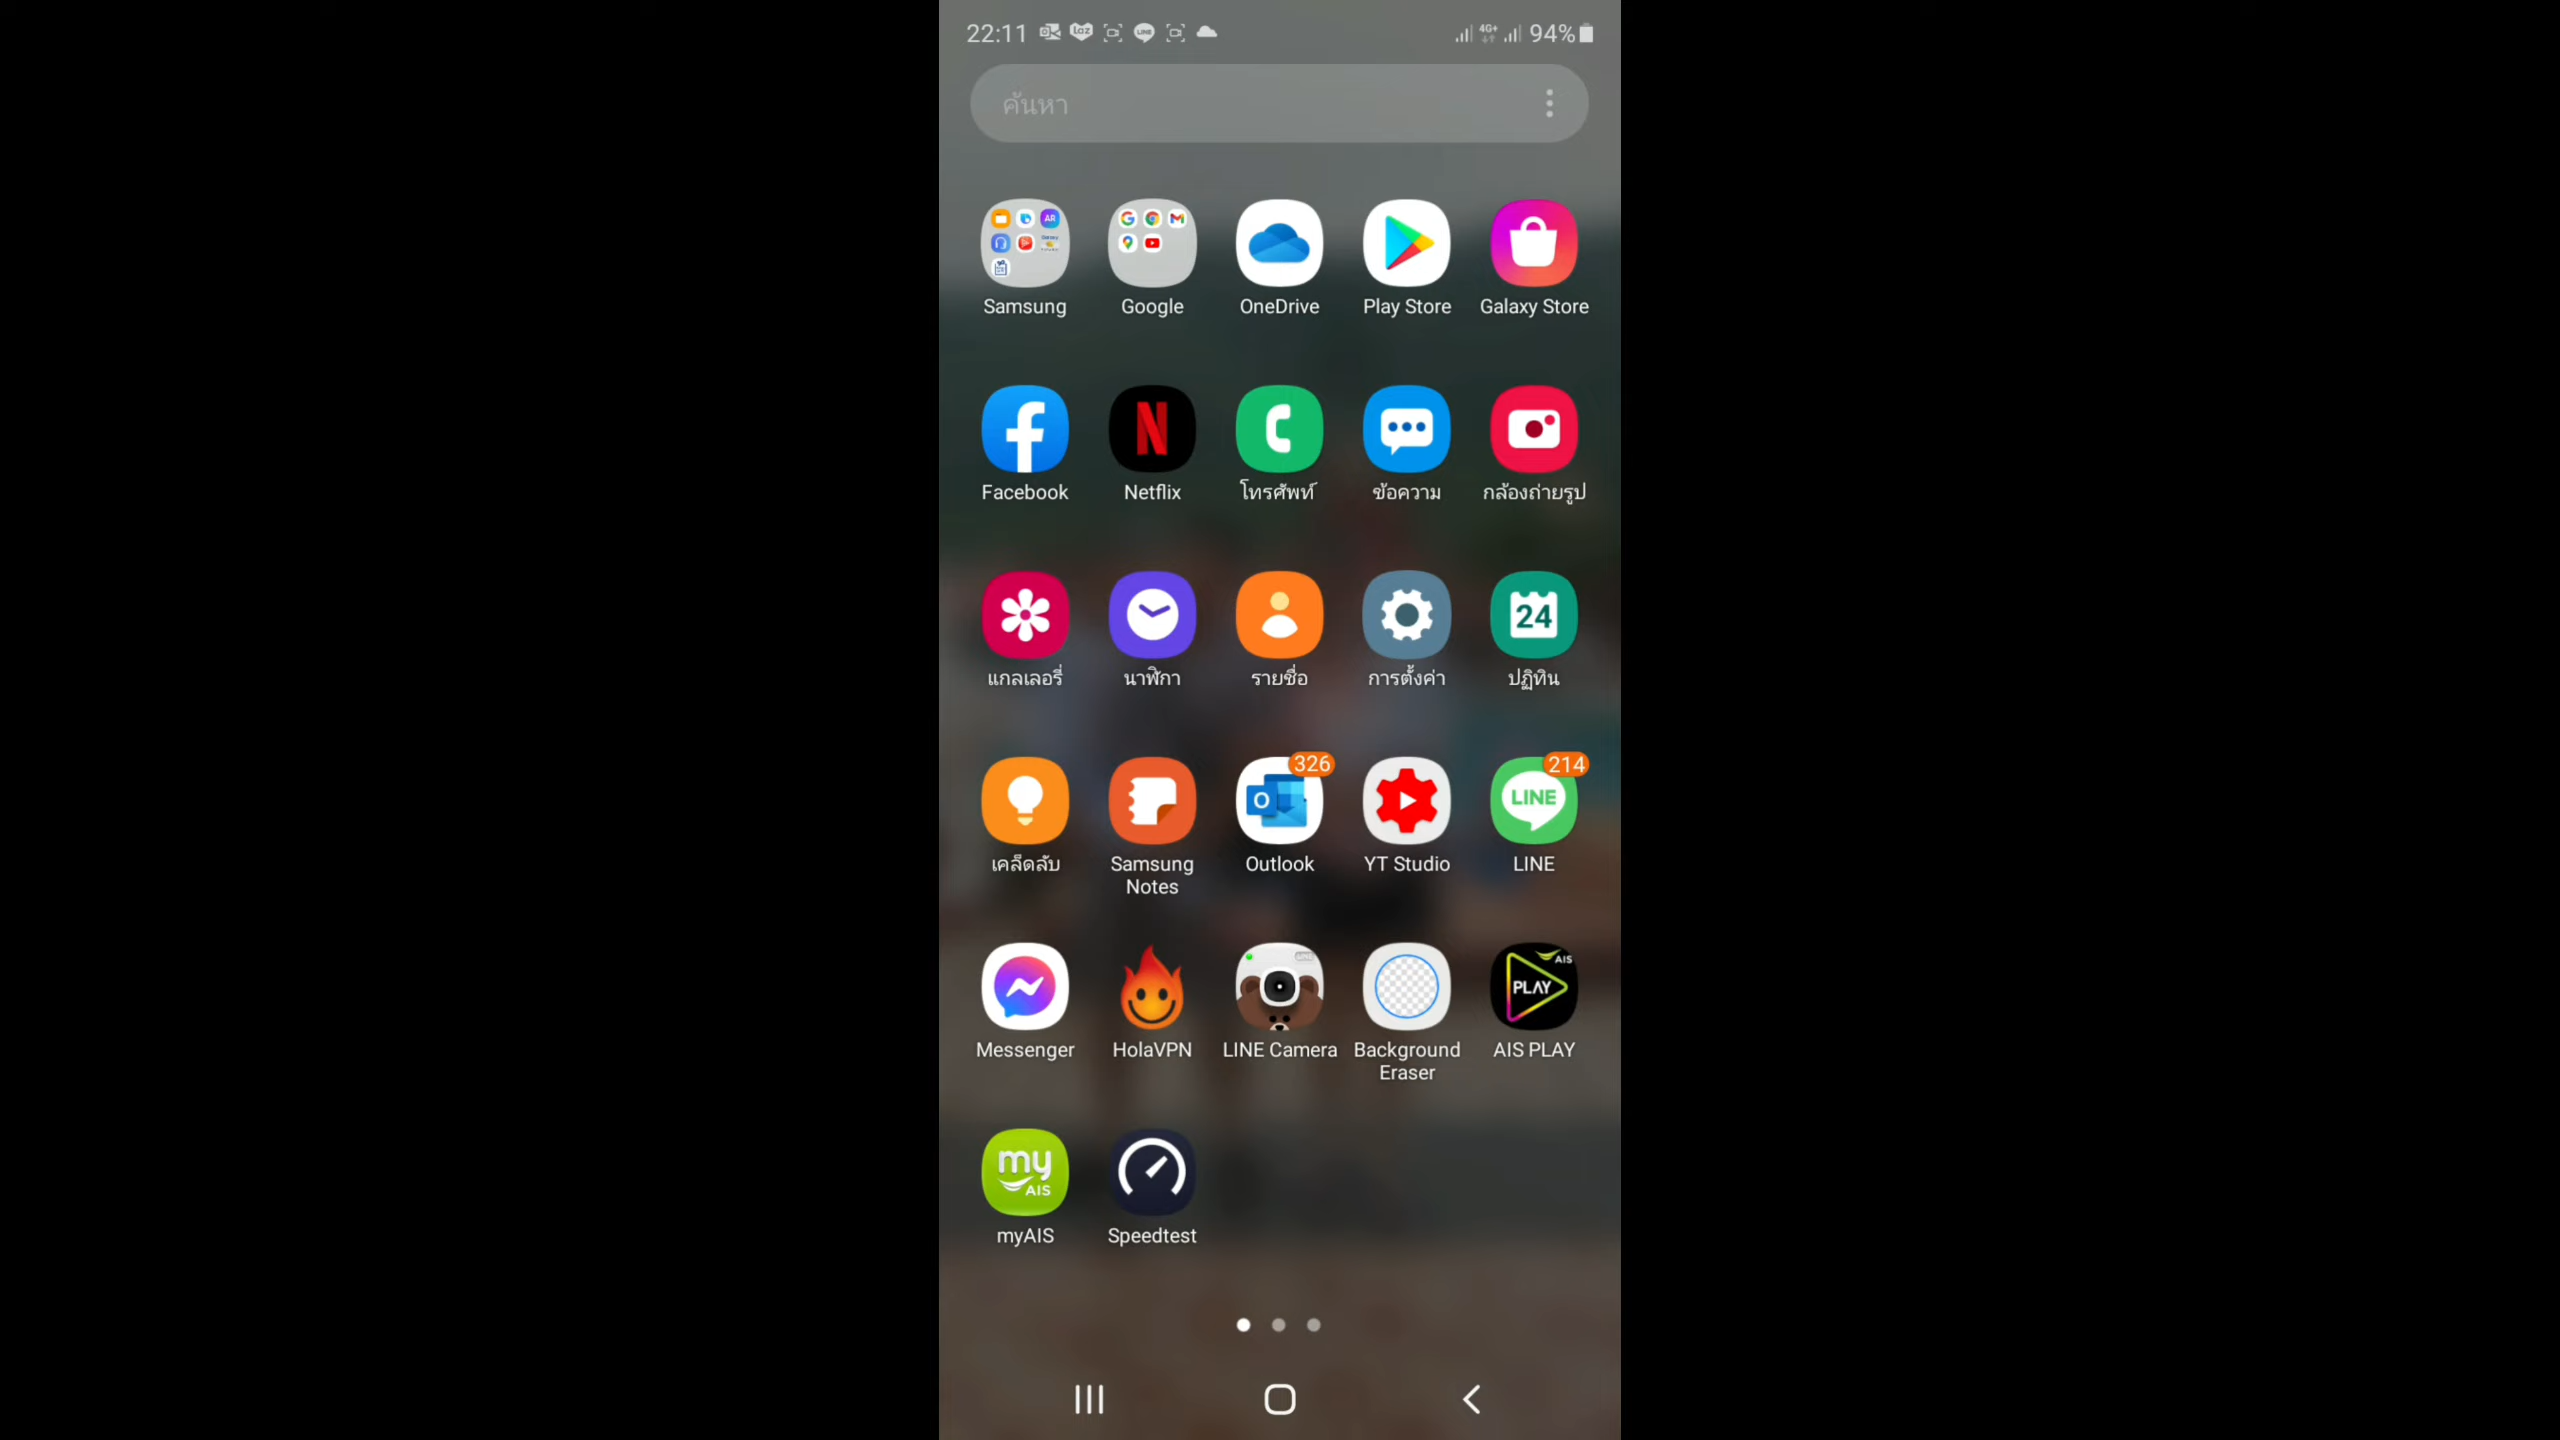 22:11
4G+ 94%
ค้นหา
Samsung
Google
OneDrive
Play Store
Galaxy Store
Facebook
Netflix
โทรศัพท์
ข้อความ
กล้องถ่ายรูป
24
แกลเลอรี่
นาฬิกา
รายชื่อ
การตั้งค่า
ปฏิทิน
326
214
LINE
เคล็ดลับ
Samsung
Notes
Outlook
YT Studio
LINE
AIS
PLAY
Messenger
HolaVPN
LINE Camera
Background
Eraser
AIS PLAY
my
AIS
myAIS
Speedtest